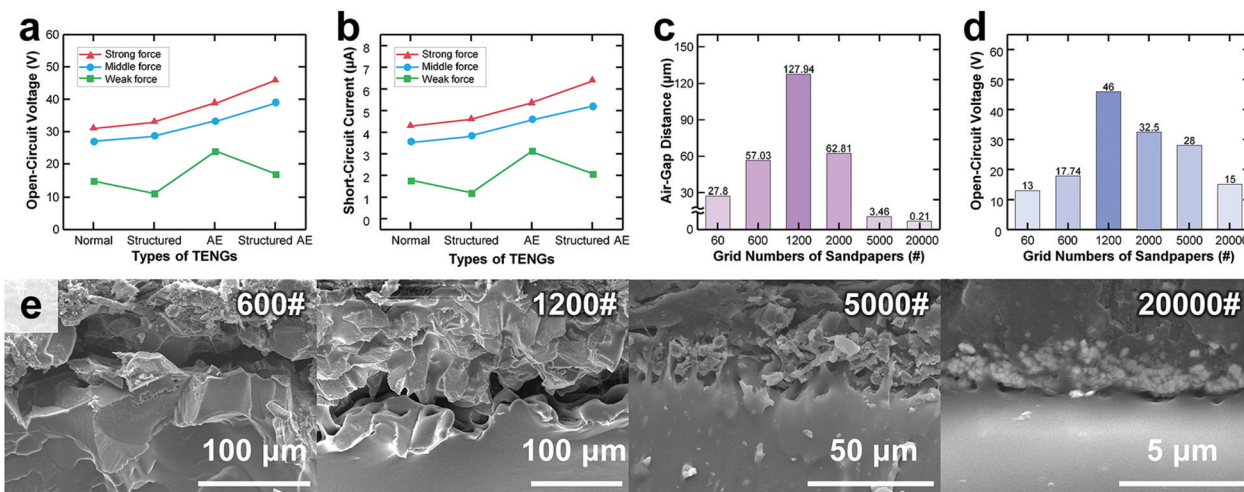 a
Open-Circuit Voltage (V)
60
50
40
30
20
10
0
Strong force
Middle force
Weak force
Normal Structured AE Structured AE
Types of TENGs
b
Short-Circuit Current (μA)
8
7
6
5
4
3
2
1
0
Strong force
Middle force
Weak force
Normal Structured AE Structured AE
Types of TENGs
c
Air-Gap Distance (μm)
150
120
90
60
30
0
27.8
57.03
127.94
62.81
3.46
0.21
60 600 1200 2000 5000 20000
Grid Numbers of Sandpapers (#)
d
Open-Circuit Voltage (V)
60
50
40
30
20
10
0
13
17.74
46
32.5
28
15
60 600 1200 2000 5000 20000
Grid Numbers of Sandpapers (#)
e
600#
100 μm
1200#
100 μm
5000#
50 μm
20000#
5 μm